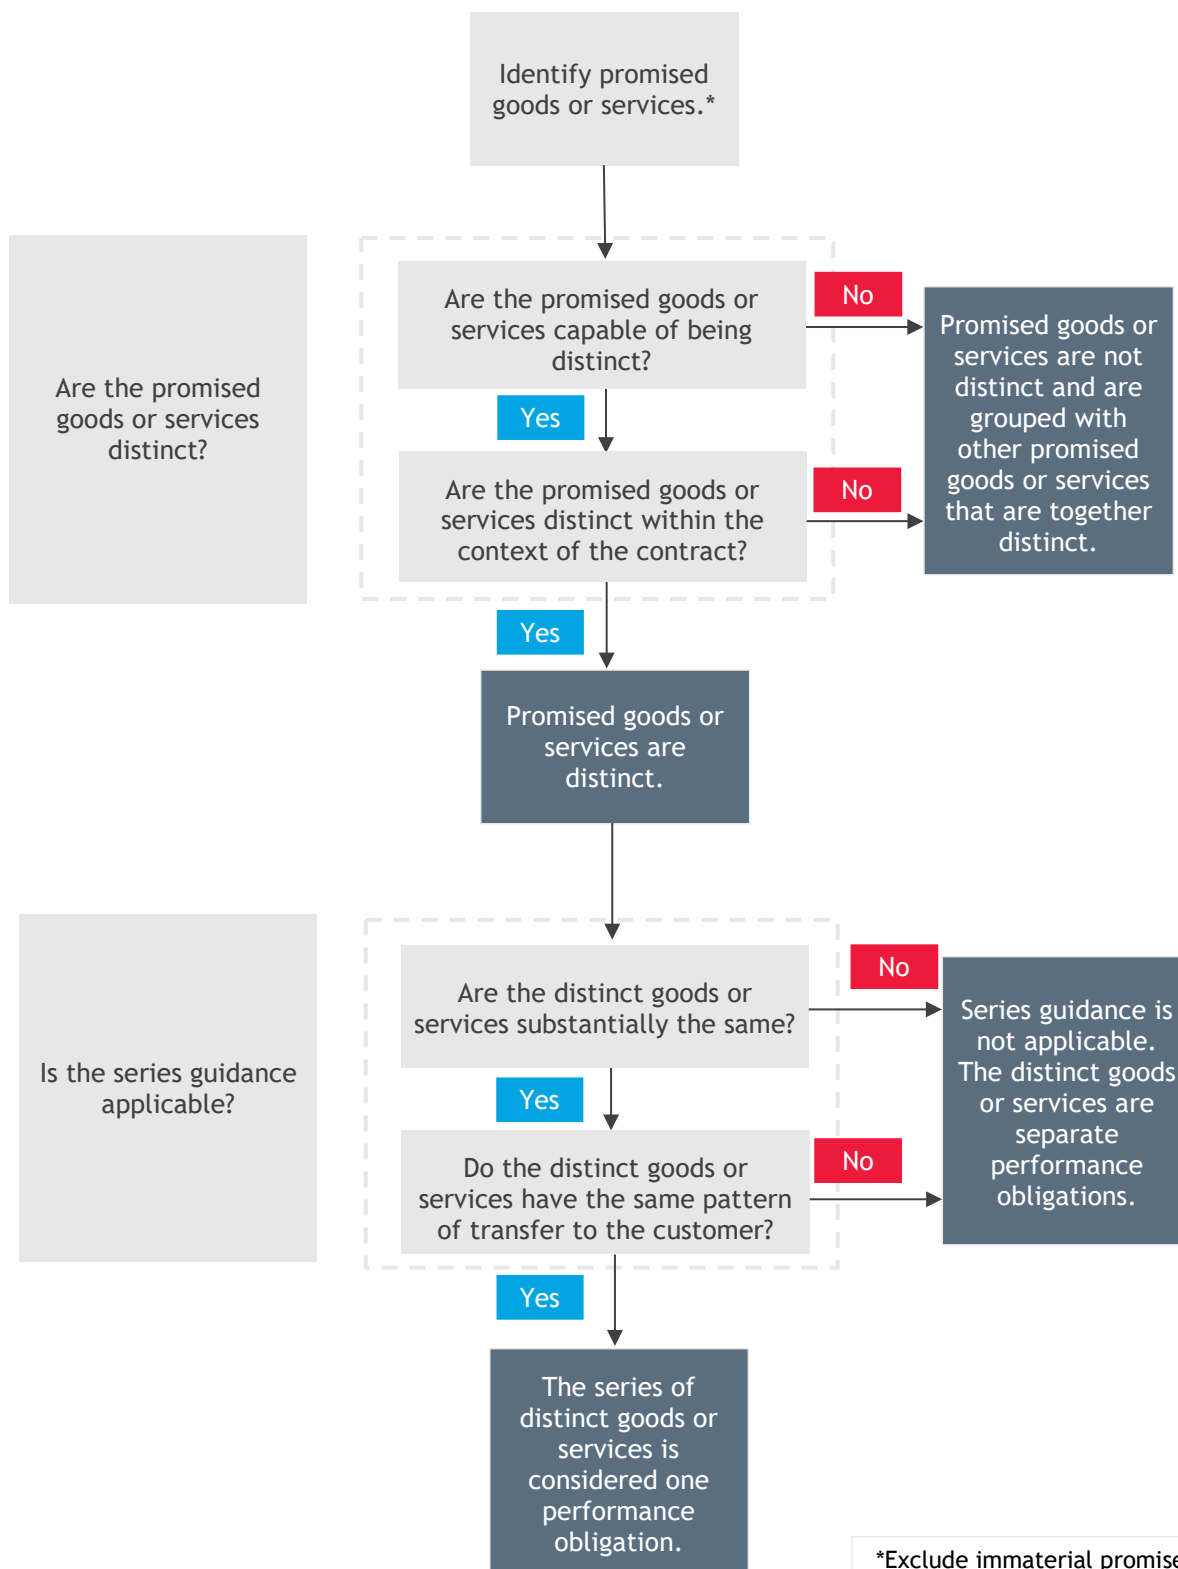 Identify promised
goods or services.*
Are the promised
goods or services
distinct?
Are the promised goods or
services capable of being
distinct?
No
Promised goods or
services are not
distinct and are
grouped with
other promised
goods or services
that are together
distinct.
Yes
Are the promised goods or
services distinct within the
context of the contract?
No
Yes
Promised goods or
services are
distinct.
Is the series guidance
applicable?
Are the distinct goods or
services substantially the same?
No
Series guidance is
not applicable.
The distinct goods
or services are
separate
performance
obligations.
Yes
Do the distinct goods or
services have the same pattern
of transfer to the customer?
No
Yes
The series of
distinct goods or
services is
considered one
performance
obligation.
*Exclude immaterial promise